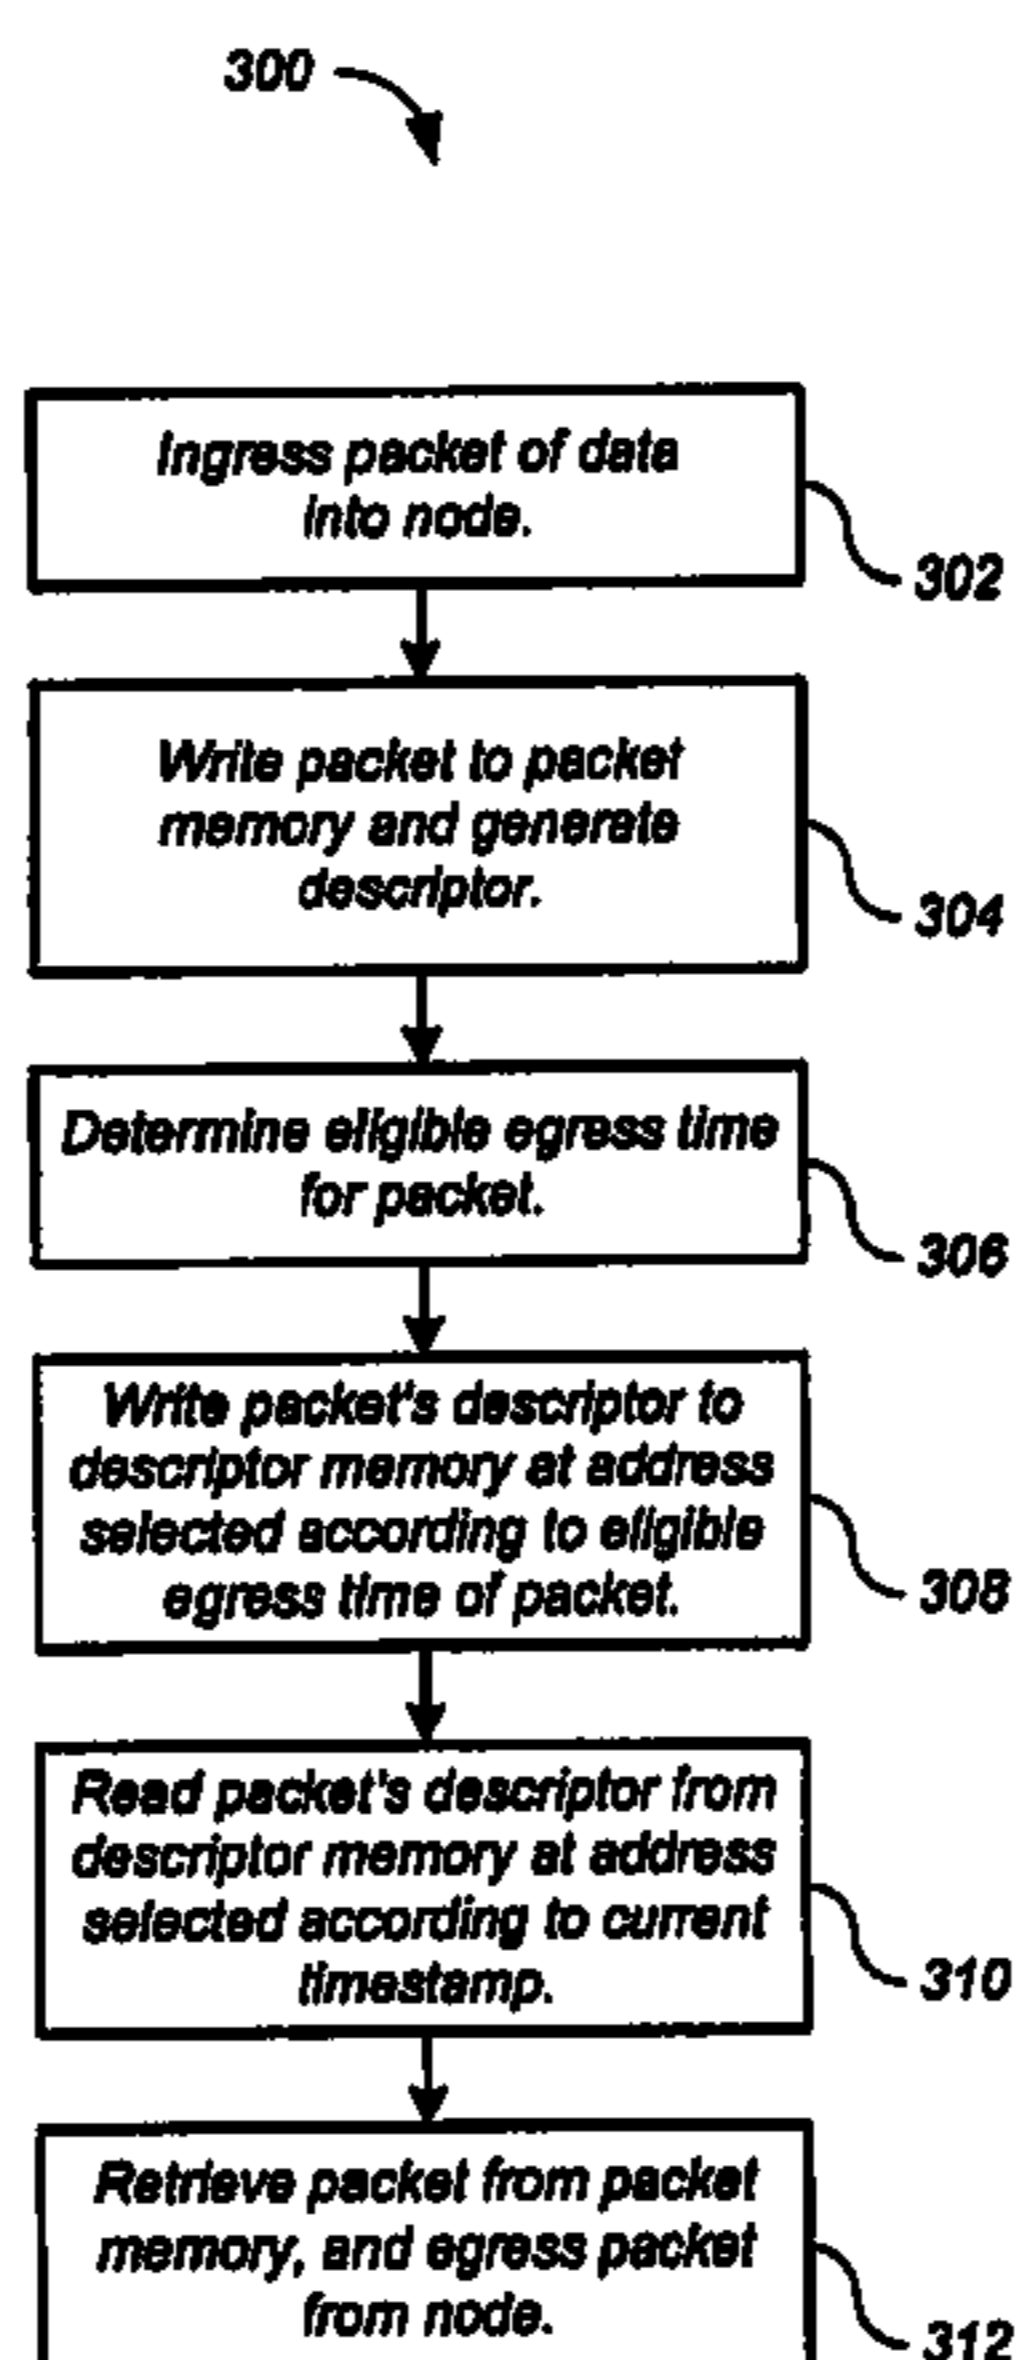 300
Ingress packet of data
into node.
302
Write packet to packet
memory and generate
descriptor.
304
Determine eligible egress time
for packet.
306
Write packet's descriptor to
descriptor memory at address
selected according to eligible
egress time of packet.
308
Read packet's descriptor from
descriptor memory at address
selected according to current
timestamp.
310
Retrieve packet from packet
memory, and egress packet
from node.
312